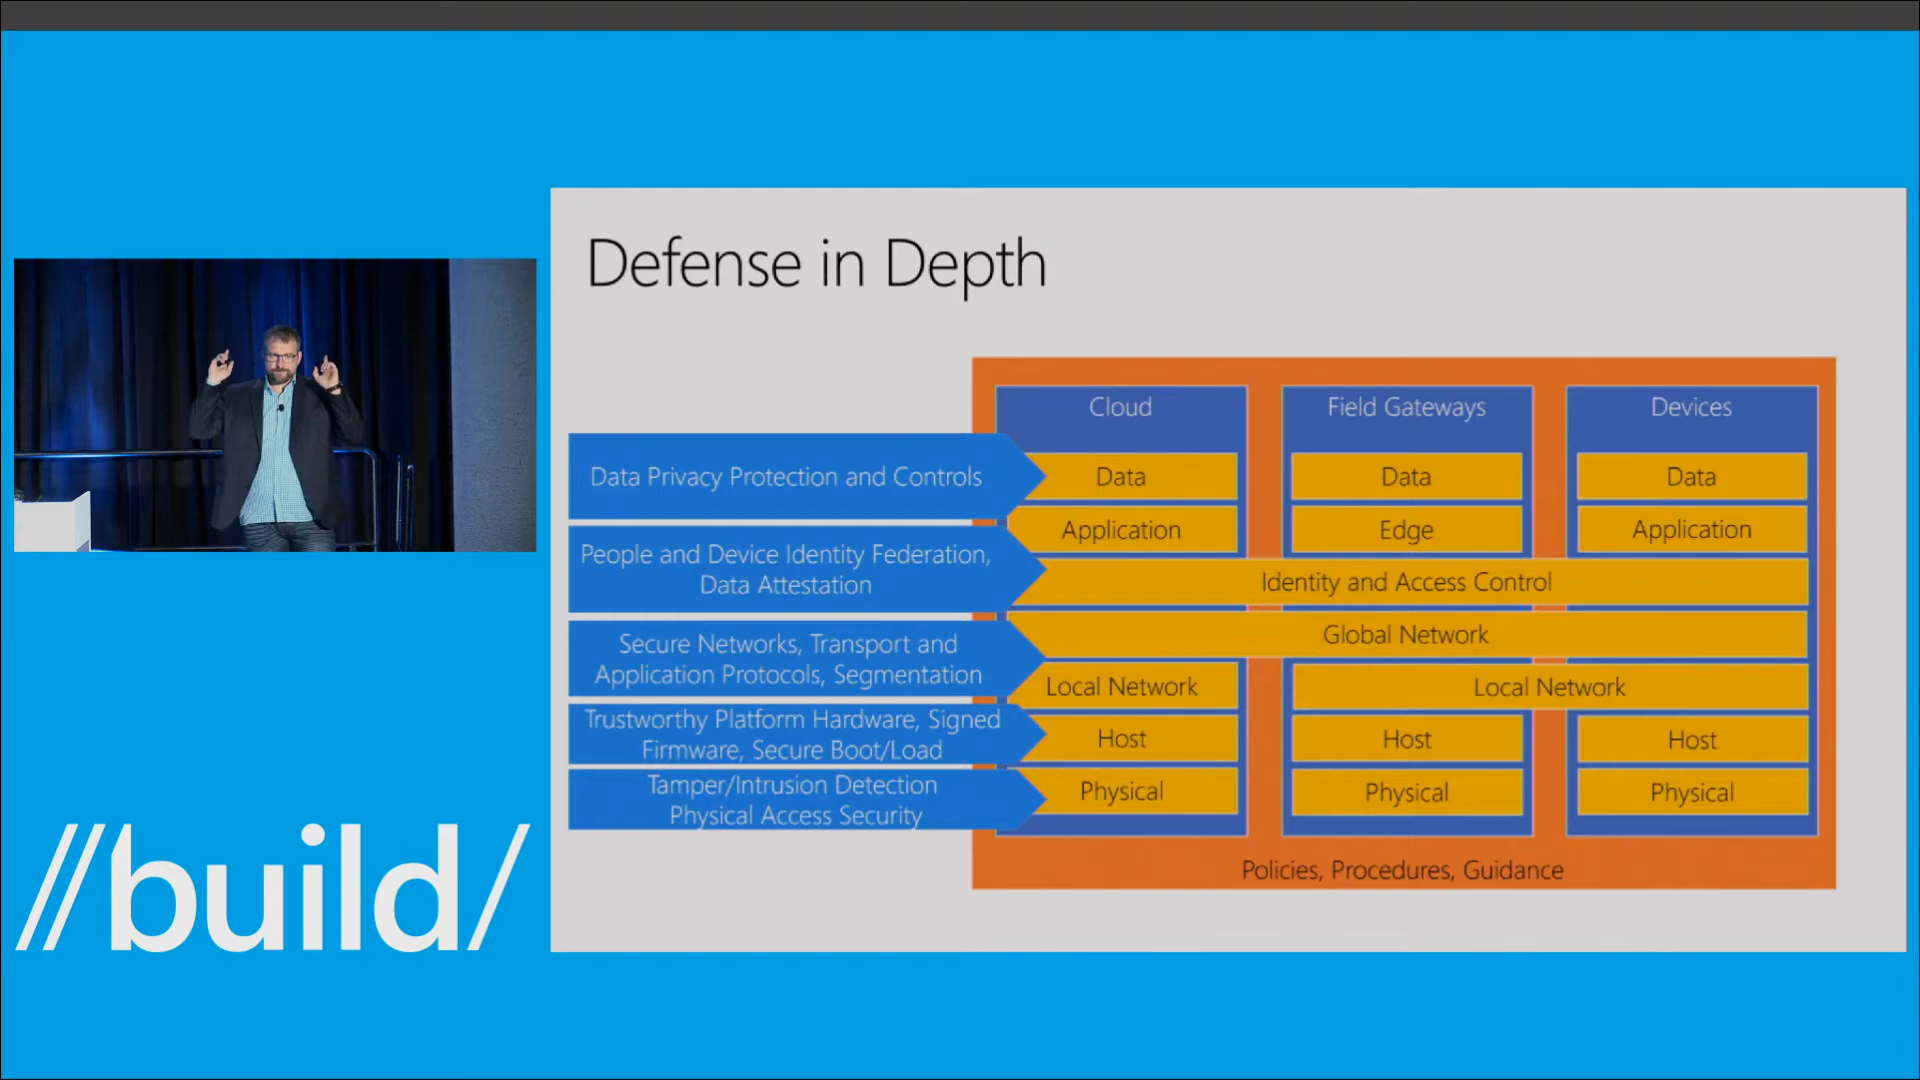 Defense in Depth
Cloud
Field Gateways
Devices
Data Privacy Protection and Controls
Data
Data
Data
Application
Edge
Application
People and Device Identity Federation,
Data Attestation
Identity and Access Control
Global Network
Secure Networks, Transport and
Application Protocols, Segmentation
Local Network
Local Network
Trustworthy Platform Hardware, Signed
Firmware, Secure Boot/Load
Host
Host
Host
Tamper/Intrusion Detection
Physical Access Security
Physical
Physical
Physical
Policies, Procedures, Guidance
//build/